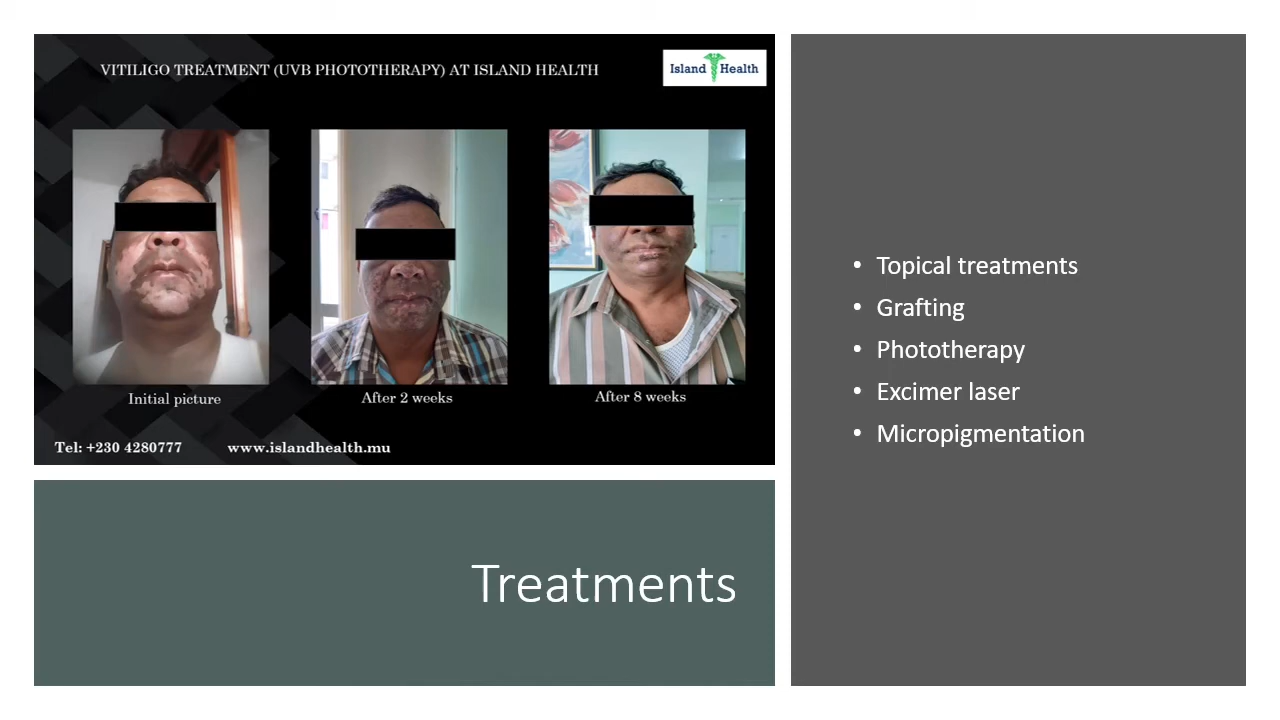 VITILIGO TREATMENT (UVB PHOTOTHERAPY) AT ISLAND HEALTH
Island Health
Initial picture
After 2 weeks
After 8 weeks
Tel: +230 4280777 www.islandhealth.mu
Treatments
• Topical treatments
• Grafting
• Phototherapy
• Excimer laser
• Micropigmentation